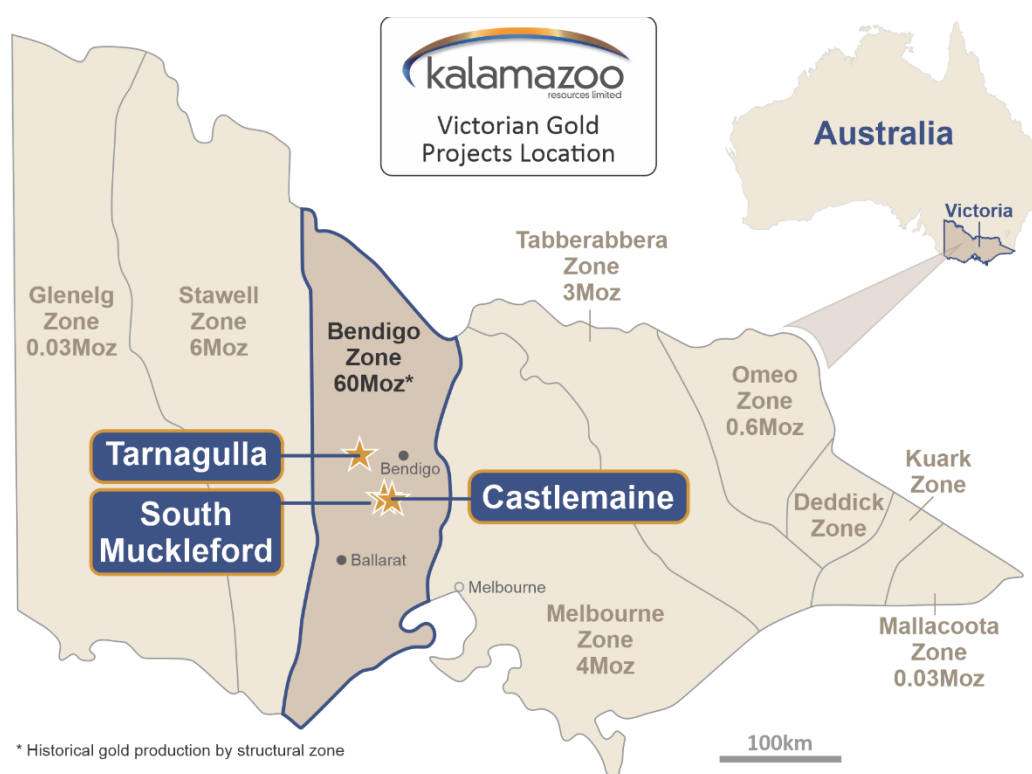 kalamazoo
resources limited
Victorian Gold
Projects Location
Australia
Victoria
Glenelg
Zone
0.03Moz
Stawell
Zone
6Moz
Bendigo
Zone
60Moz*
Tabberabbera
Zone
3Moz
Omeo
Zone
0.6Moz
Kuark
Zone
Deddick
Zone
Tarnagulla
Bendigo
South
Muckleford
Castlemaine
Ballarat
Melbourne
Melbourne
Zone
4Moz
Mallacoota
Zone
0.03Moz
* Historical gold production by structural zone
100km